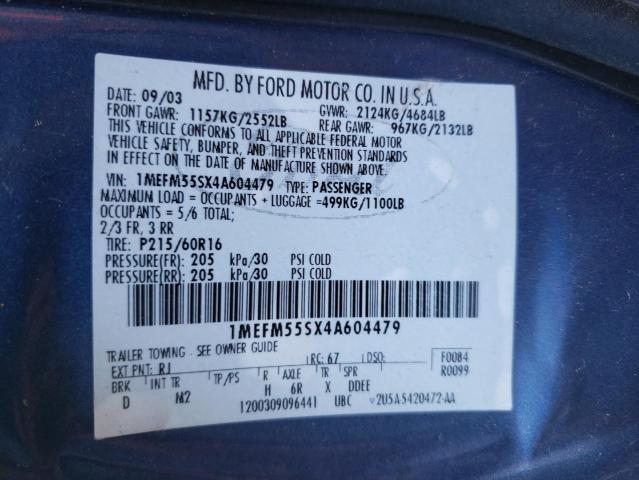 MFD. BY FORD MOTOR CO. IN U.S.A.
DATE: 09/03 GVWR: 2124KG/4684LB
FRONT GAWR: 1157KG/2552LB REAR GAWR: 967KG/2132LB
THIS VEHICLE CONFORMS TO ALL APPLICABLE FEDERAL MOTOR
VEHICLE SAFETY, BUMPER, AND THEFT PREVENTION STANDARDS
IN EFFECT ON THE DATE OF MANUFACTURE SHOWN ABOVE.
VIN: 1MEFM55SX4A604479 TYPE: PASSENGER
MAXIMUM LOAD = OCCUPANTS + LUGGAGE = 499KG/1100LB
OCCUPANTS = 5/6 TOTAL;
2/3 FR, 3 RR
TIRE: P215/60R16
PRESSURE(FR) = 205 kPa/30 PSI COLD
PRESSURE(RR) = 205 kPa/30 PSI COLD
1MEFM55SX4A604479
TRAILER TOWING - SEE OWNER GUIDE
EXT PNT: RJ RC: 67 DSO: F0084
BRK INT TR TP/PS R AXLE TR SPR R0099
D M2 H 6R X DDEE
1200309096441 UBC V2U5A-5420472-AA